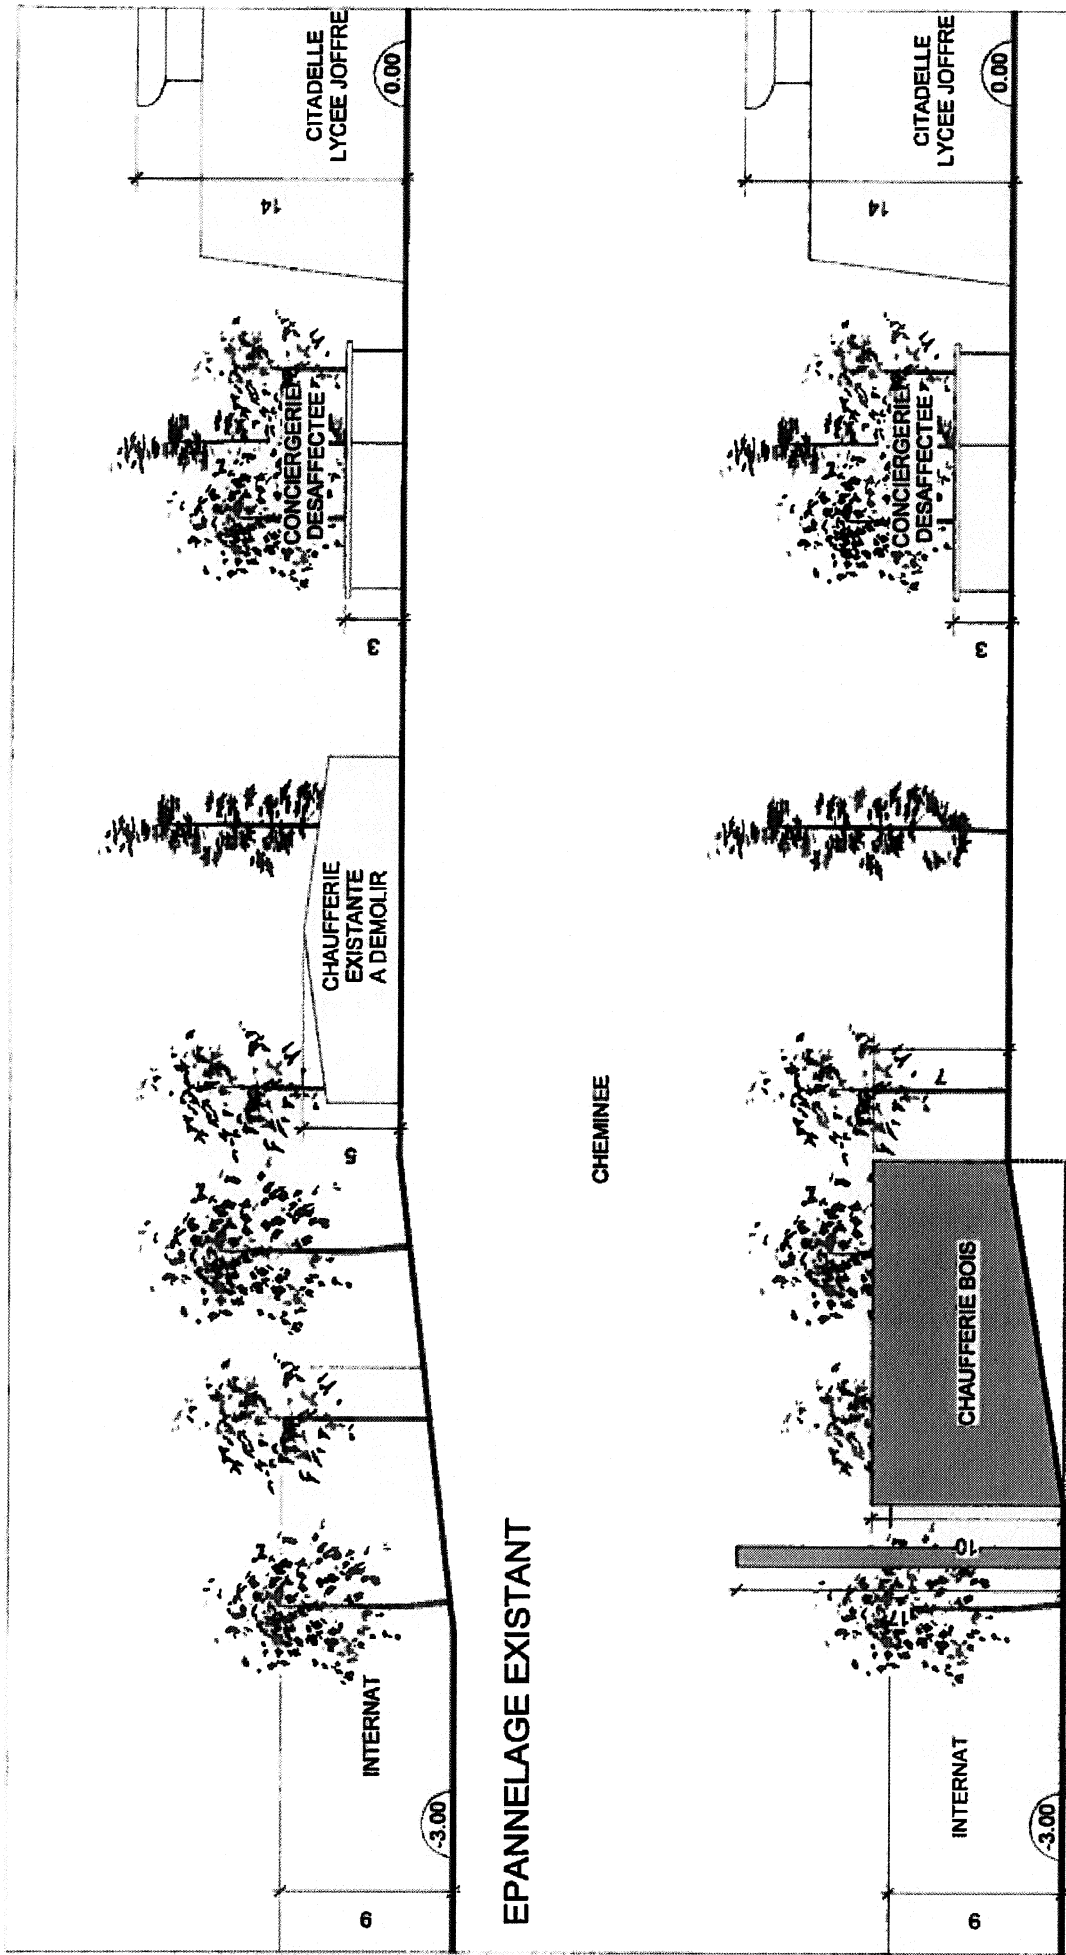 CITADELLE
LYCEE JOFFRE
0.00
14
CONCIERGERIE
DESAFFECTEE
3
CHAUFFERIE
EXISTANTE
A DEMOLIR
5
INTERNAT
-3.00
9
EPANNELAGE EXISTANT
CHEMINEE
CITADELLE
LYCEE JOFFRE
0.00
14
CONCIERGERIE
DESAFFECTEE
3
7
CHAUFFERIE BOIS
10
17
INTERNAT
-3.00
9